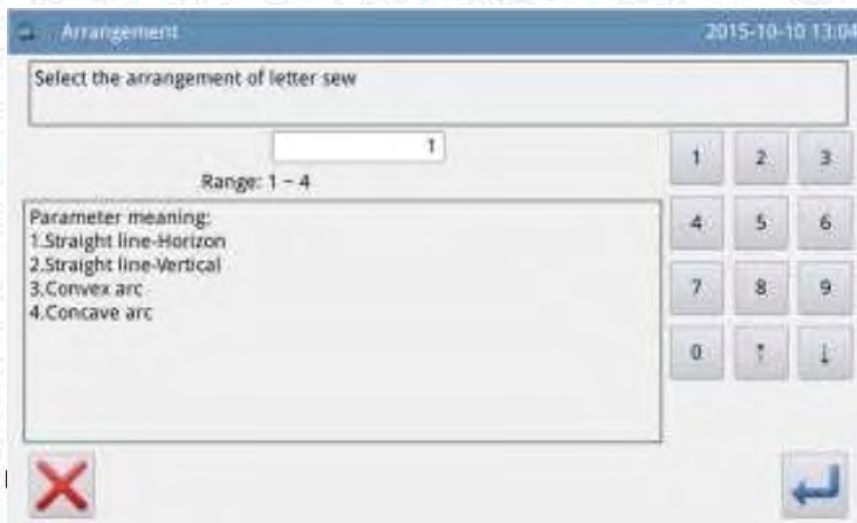 Arrangement 2015-10-10 13:04
Select the arrangement of letter sew
1
Range: 1 ~ 4
Parameter meaning:
1.Straight line-Horizon
2.Straight line-Vertical
3.Convex arc
4.Concave arc
1 2 3
4 5 6
7 8 9
0 ↑ ↓